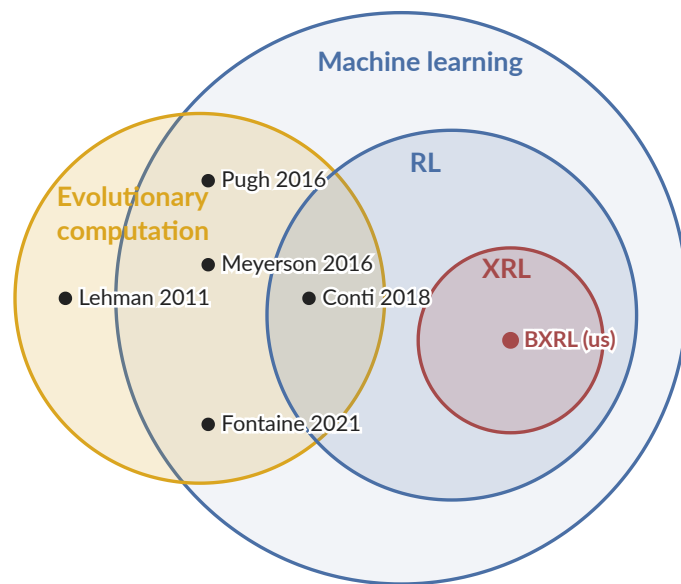 Machine learning
RL
Pugh 2016
Evolutionary
computation
Meyerson 2016
XRL
Lehman 2011
Conti 2018
BXRL (us)
Fontaine 2021